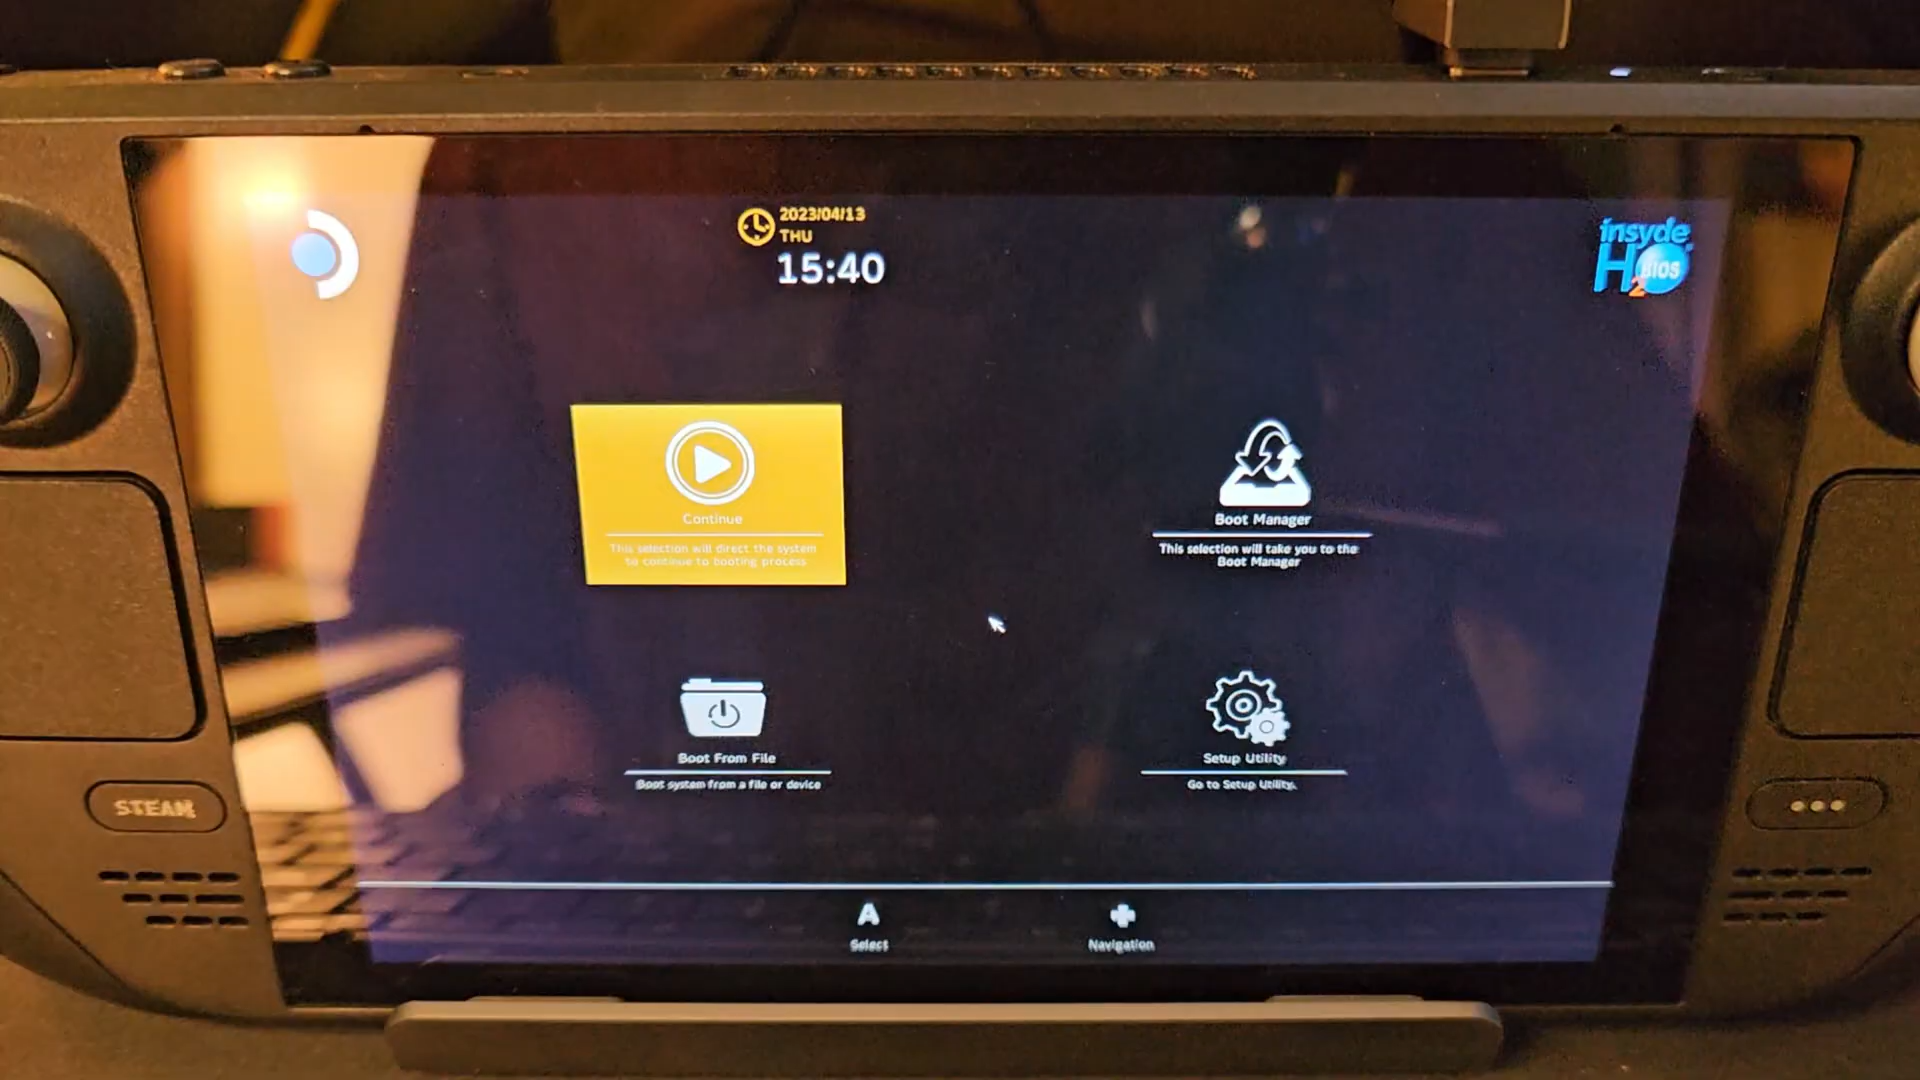 2023/04/13
THU
15:40
insyde
H2O
BIOS
Continue
This selection will direct the system
to continue to booting process
Boot Manager
This selection will take you to the
Boot Manager
Boot From File
Boot system from a file or device
Setup Utility
Go to Setup Utility.
STEAM
A
Select
Navigation